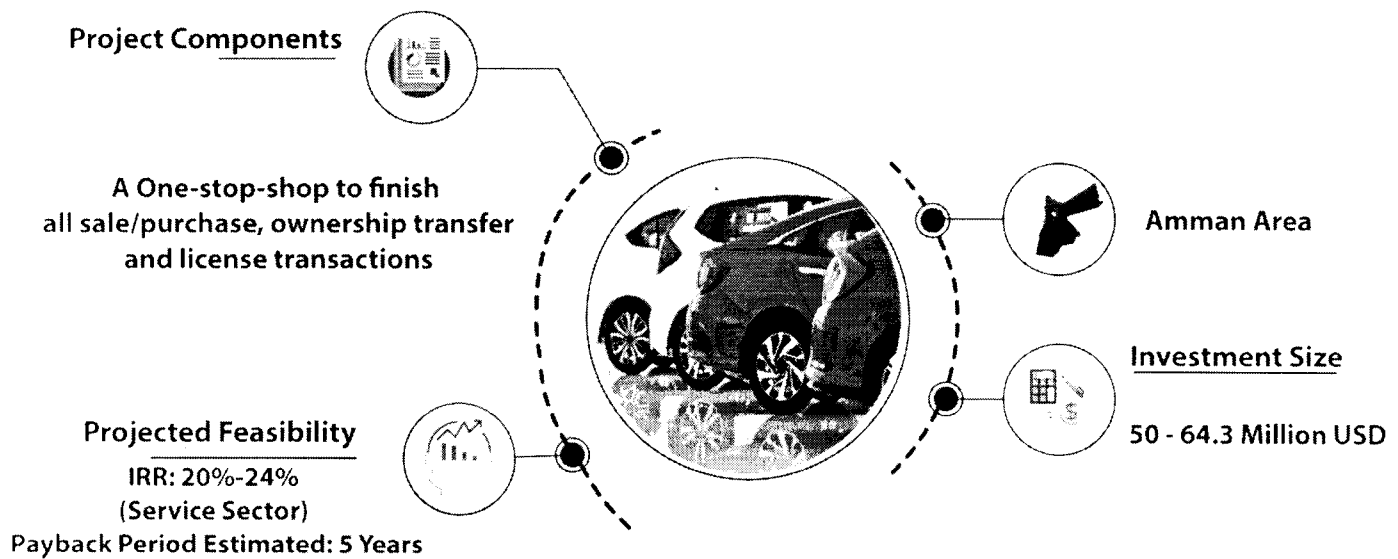 Project Components
A One-stop-shop to finish
all sale/purchase, ownership transfer
and license transactions
Projected Feasibility
IRR: 20%-24%
(Service Sector)
Payback Period Estimated: 5 Years
Amman Area
Investment Size
50 - 64.3 Million USD